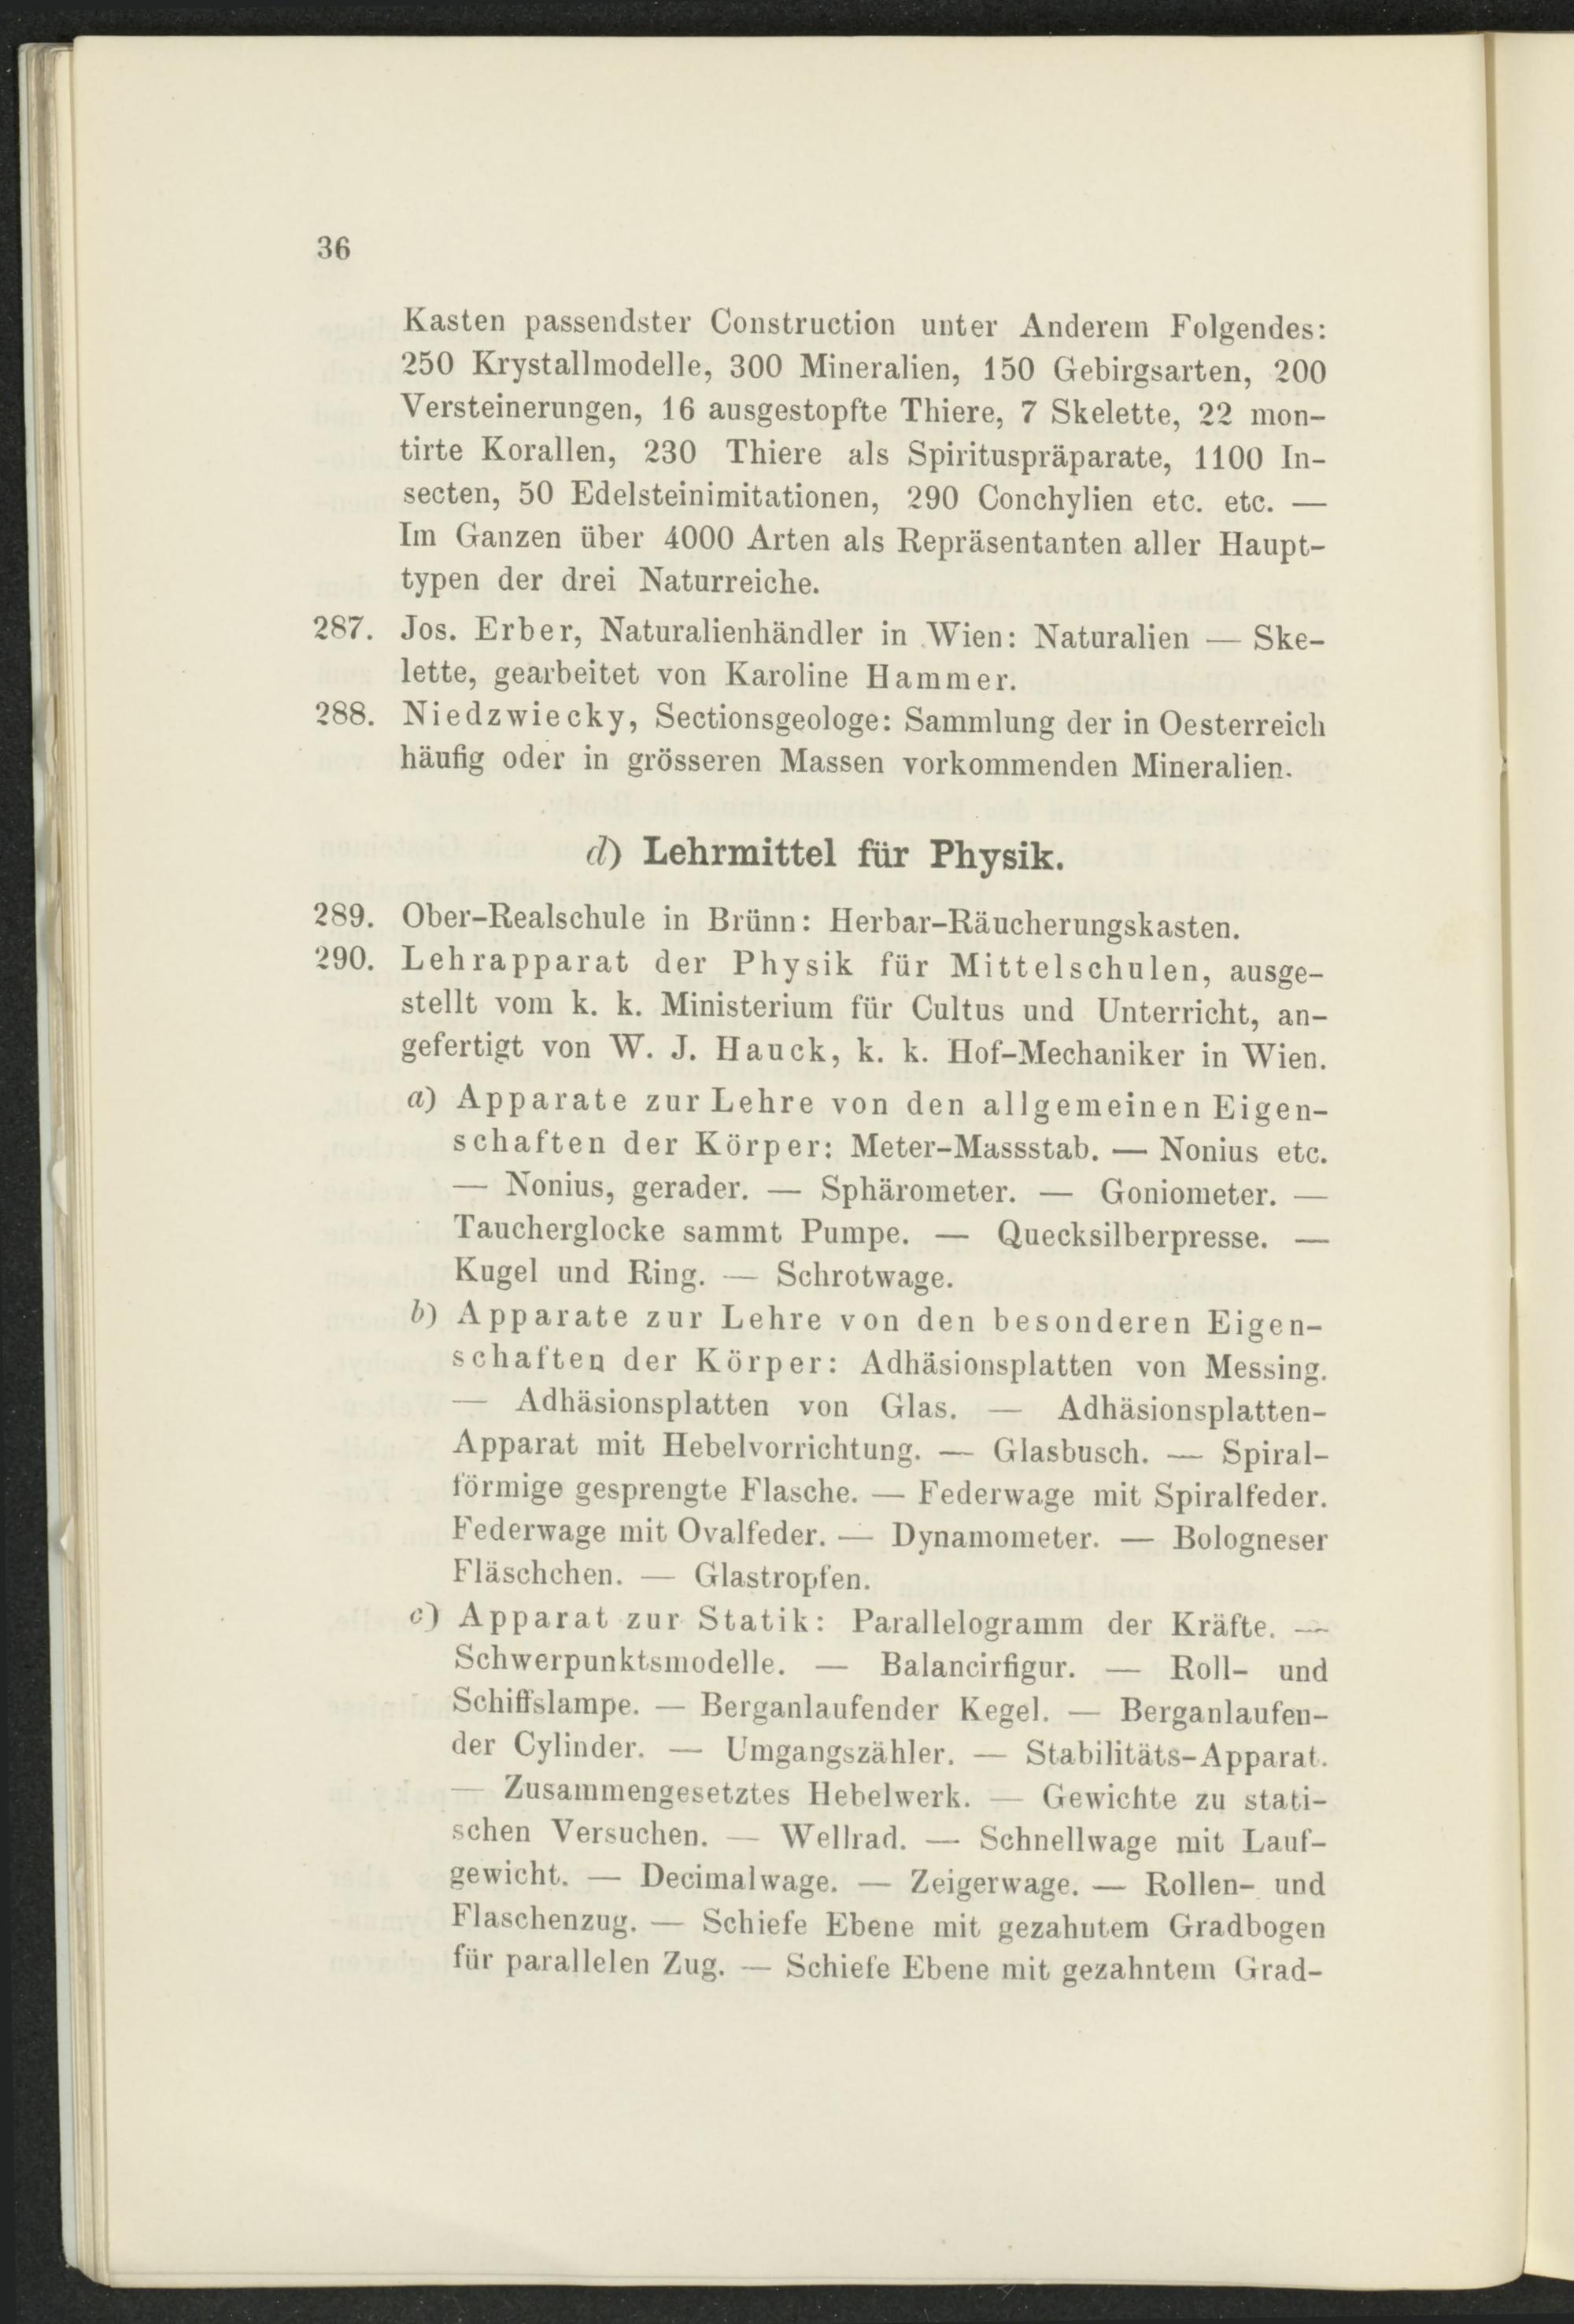 36
Kasten passendster Construction unter Anderem Folgendes:
250 Krystallmodelle, 300 Mineralien, 150 Gebirgsarten, 200
Versteinerungen, 16 ausgestopfte Thiere, 7 Skelette, 22 mon-
tirte Korallen, 230 Thiere als Spirituspräparate, 1100 In-
secten, 50 Edelsteinimitationen, 290 Conchylien etc. etc. —
Im Ganzen über 4000 Arten als Repräsentanten aller Haupt-
typen der drei Naturreiche.
287. Jos. Erber, Naturalienhändler in Wien: Naturalien — Ske-
lette, gearbeitet von Karoline Hammer.
288. Niedzwiecky, Sectionsgeologe: Sammlung der in Oesterreich
häufig oder in grösseren Massen vorkommenden Mineralien.
d) Lehrmittel für Physik.
289. Ober-Realschule in Brünn: Herbar-Räucherungskasten.
290. Lehrapparat der Physik für Mittelschulen, ausge-
stellt vom k. k. Ministerium für Cultus und Unterricht, an-
gefertigt von W. J. Hauck, k. k. Hof-Mechaniker in Wien.
a) Apparate zur Lehre von den allgemeinen Eigen-
schaften der Körper: Meter-Massstab. — Nonius etc.
— Nonius, gerader. — Sphärometer. — Goniometer. —
Taucherglocke sammt Pumpe. — Quecksilberpresse. —
Kugel und Ring. — Schrotwage.
b) Apparate zur Lehre von den besonderen Eigen-
schaften der Körper: Adhäsionsplatten von Messing.
— Adhäsionsplatten von Glas. — Adhäsionsplatten-
Apparat mit Hebelvorrichtung. — Glasbusch. — Spiral-
förmige gesprengte Flasche. — Federwage mit Spiralfeder.
Federwage mit Ovalfeder. — Dynamometer. — Bologneser
Fläschchen. — Glastropfen.
c) Apparat zur Statik: Parallelogramm der Kräfte. —
Schwerpunktsmodelle. — Balancirfigur. — Roll- und
Schiffslampe. — Berganlaufender Kegel. — Berganlaufen-
der Cylinder. — Umgangszähler. — Stabilitäts-Apparat.
— Zusammengesetztes Hebelwerk. — Gewichte zu stati-
schen Versuchen. — Wellrad. — Schnellwage mit Lauf-
gewicht. — Decimalwage. — Zeigerwage. — Rollen- und
Flaschenzug. — Schiefe Ebene mit gezahntem Gradbogen
für parallelen Zug. — Schiefe Ebene mit gezahntem Grad-